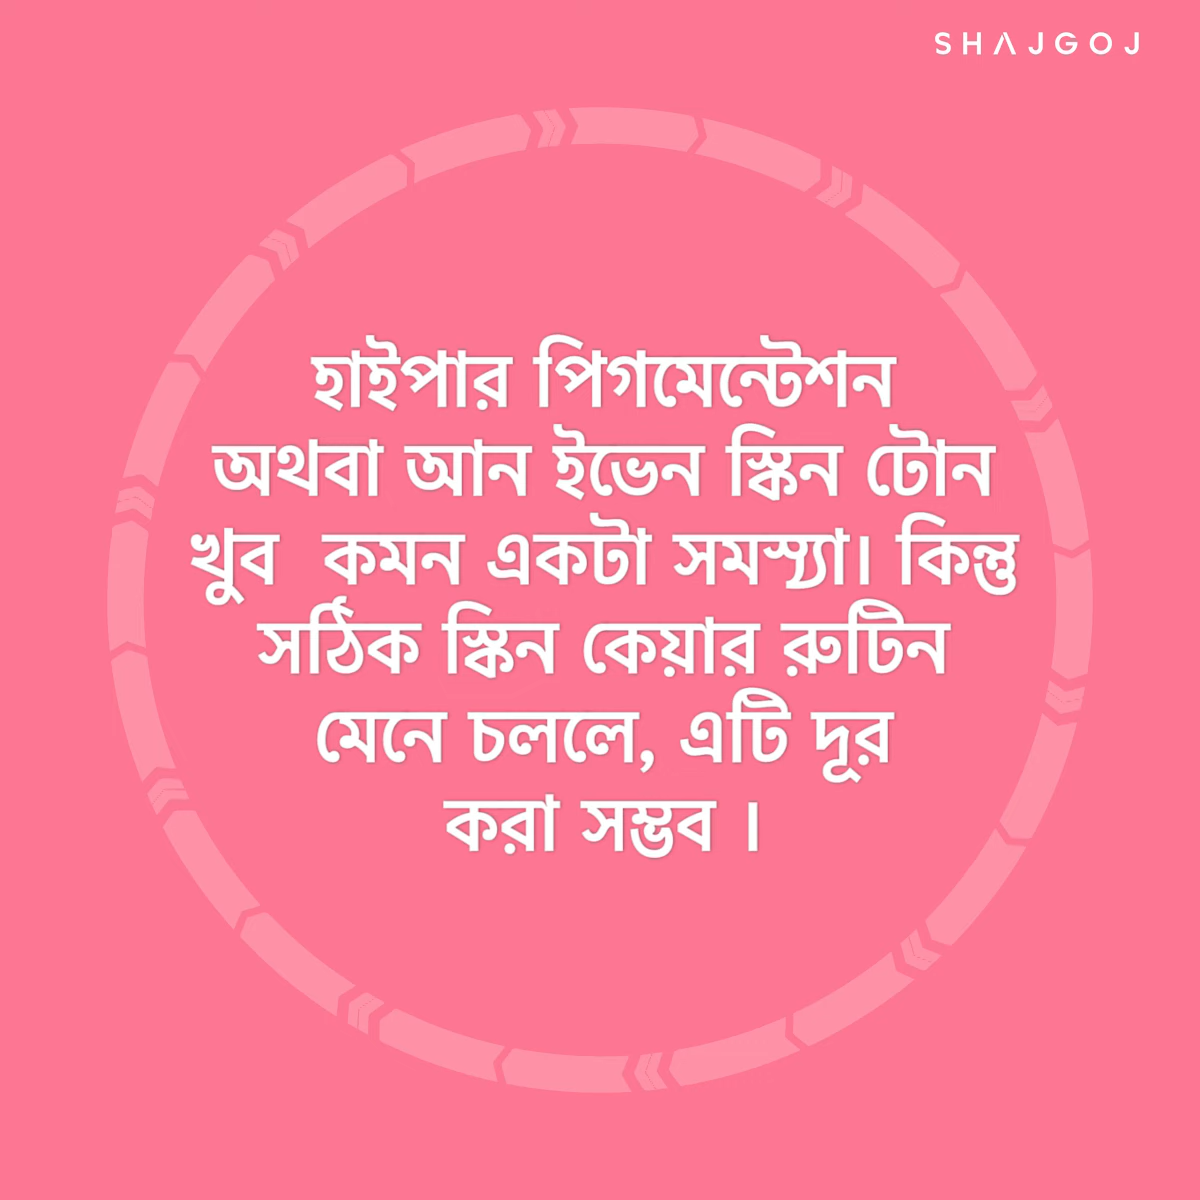 SHAJGOJ
হাইপার পিগমেন্টেশন
অথবা আন ইভেন স্কিন টোন
খুব কমন একটা সমস্যা। কিন্তু
সঠিক স্কিন কেয়ার রুটিন
মেনে চললে, এটি দূর
করা সম্ভব ।